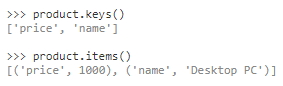 >>> product.keys()
['price', 'name']
>>> product.items()
[('price', 1000), ('name', 'Desktop PC')]